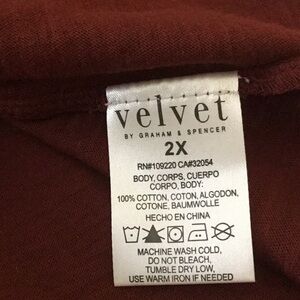 velvet
BY GRAHAM & SPENCER
2X
RN#109220 CA#32054
BODY, CORPS, CUERPO
CORPO, BODY:
100% COTTON, COTON, ALGODON,
COTONE, BAUMWOLLE
HECHO EN CHINA
MACHINE WASH COLD,
DO NOT BLEACH,
TUMBLE DRY LOW,
USE WARM IRON IF NEEDED